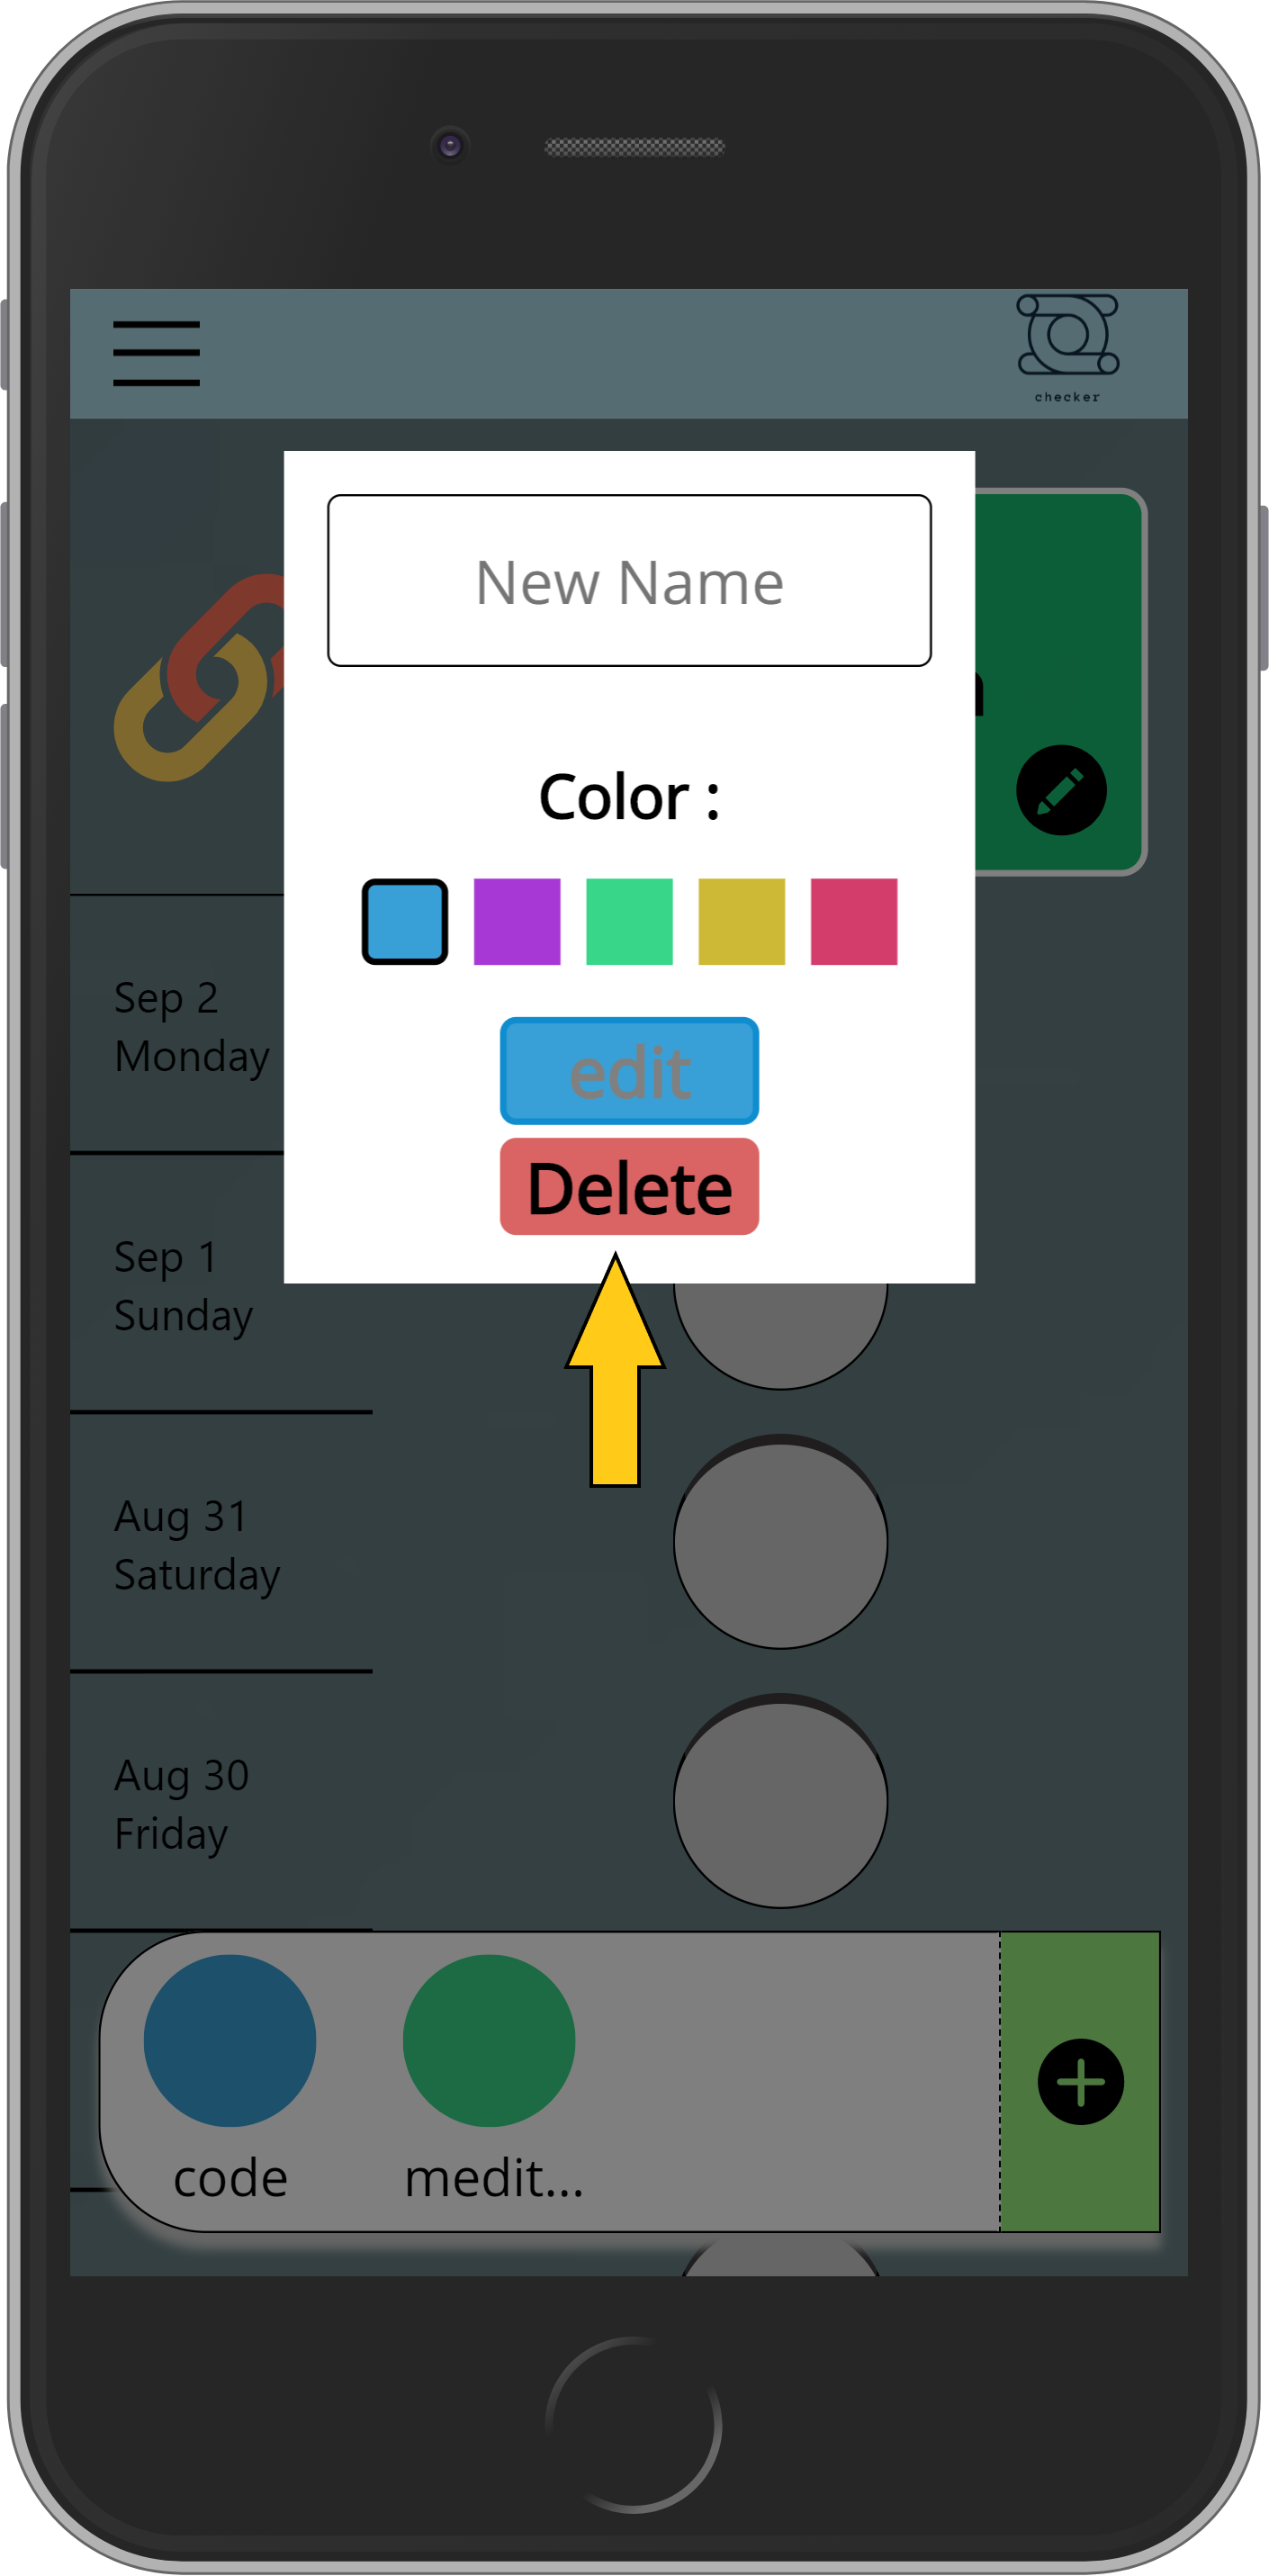 checker
New Name
Color :
edit
Delete
Sep 2
Monday
Sep 1
Sunday
Aug 31
Saturday
Aug 30
Friday
code
medit...